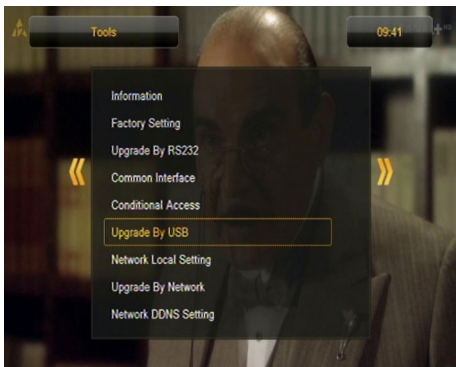 Tools
09:41
Information
Factory Setting
Upgrade By RS232
Common Interface
Conditional Access
Upgrade By USB
Network Local Setting
Upgrade By Network
Network DDNS Setting